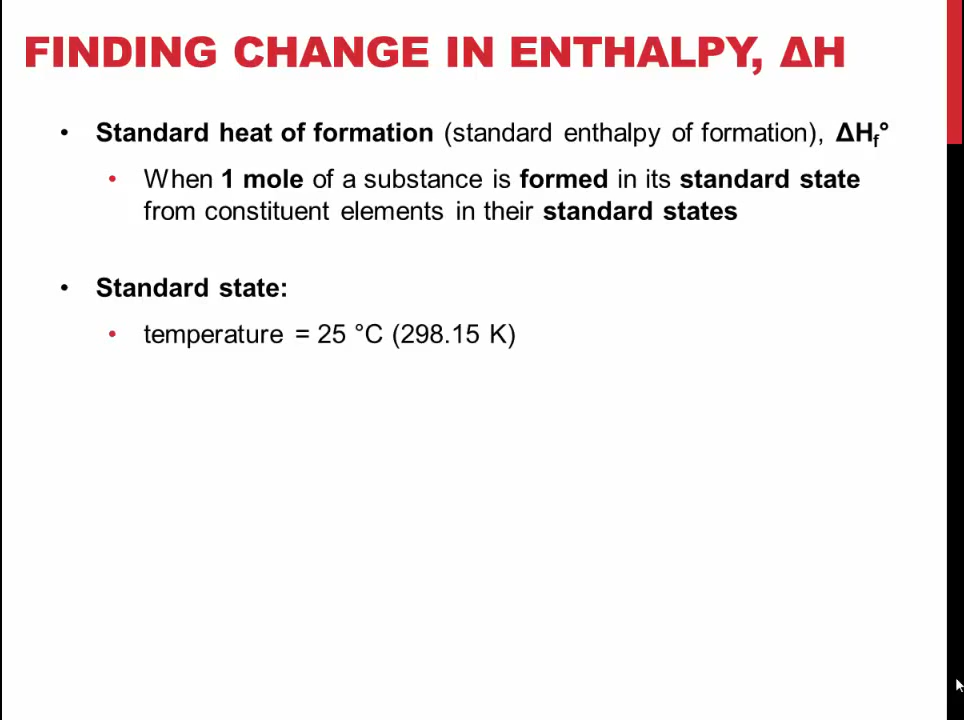 FINDING CHANGE IN ENTHALPY, ΔH
• Standard heat of formation (standard enthalpy of formation), ΔHf°
• When 1 mole of a substance is formed in its standard state
from constituent elements in their standard states
• Standard state:
• temperature = 25 °C (298.15 K)